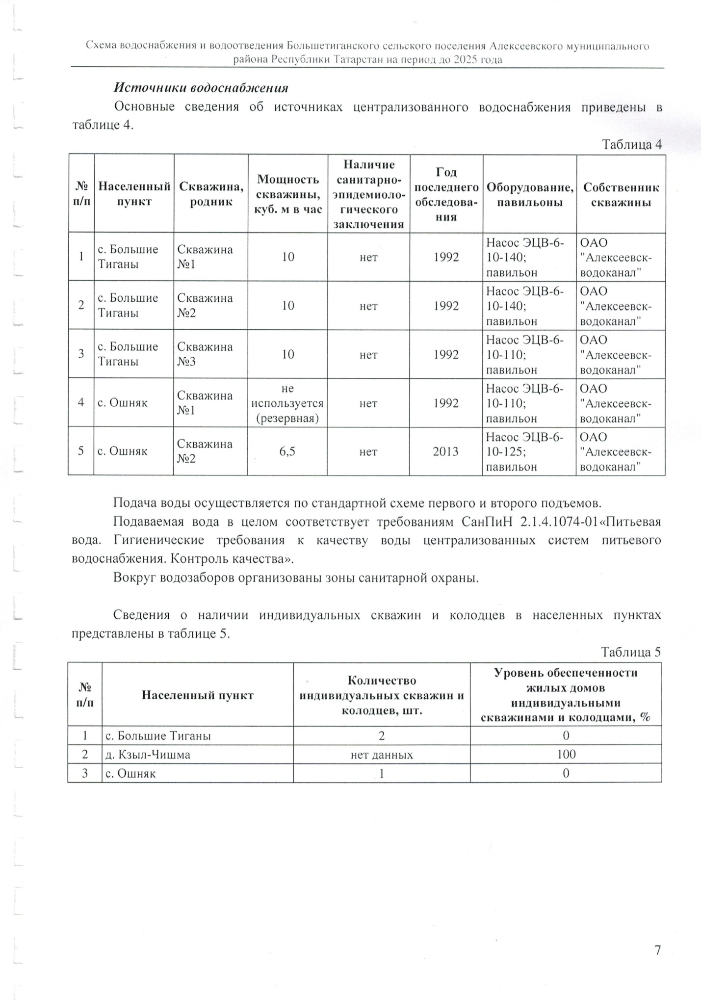 Схема водоснабжения и водоотведения Большетиганского сельского поселения Алексеевского муниципального
района Республики Татарстан на период до 2025 года
Источники водоснабжения
Основные сведения об источниках централизованного водоснабжения приведены в
таблице 4.
Таблица 4
№
п/п
Населенный
пункт
Скважина,
родник
Мощность
скважины,
куб. м в час
Наличие
санитарно-
эпидемиоло-
гического
заключения
Год
последнего
обследова-
ния
Оборудование,
павильоны
Собственник
скважины
1
с. Большие
Тиганы
Скважина
№1
10
нет
1992
Насос ЭЦВ-6-
10-140;
павильон
ОАО
"Алексеевск-
водоканал"
2
с. Большие
Тиганы
Скважина
№2
10
нет
1992
Насос ЭЦВ-6-
10-140;
павильон
ОАО
"Алексеевск-
водоканал"
3
с. Большие
Тиганы
Скважина
№3
10
нет
1992
Насос ЭЦВ-6-
10-110;
павильон
ОАО
"Алексеевск-
водоканал"
4
с. Ошняк
Скважина
№1
не
используется
(резервная)
нет
1992
Насос ЭЦВ-6-
10-110;
павильон
ОАО
"Алексеевск-
водоканал"
5
с. Ошняк
Скважина
№2
6,5
нет
2013
Насос ЭЦВ-6-
10-125;
павильон
ОАО
"Алексеевск-
водоканал"
Подача воды осуществляется по стандартной схеме первого и второго подъемов.
Подаваемая вода в целом соответствует требованиям СанПиН 2.1.4.1074-01«Питьевая
вода. Гигиенические требования к качеству воды централизованных систем питьевого
водоснабжения. Контроль качества».
Вокруг водозаборов организованы зоны санитарной охраны.
Сведения о наличии индивидуальных скважин и колодцев в населенных пунктах
представлены в таблице 5.
Таблица 5
№
п/п
Населенный пункт
Количество
индивидуальных скважин и
колодцев, шт.
Уровень обеспеченности
жилых домов
индивидуальными
скважинами и колодцами, %
1
с. Большие Тиганы
2
0
2
д. Кзыл-Чишма
нет данных
100
3
с. Ошняк
1
0
7